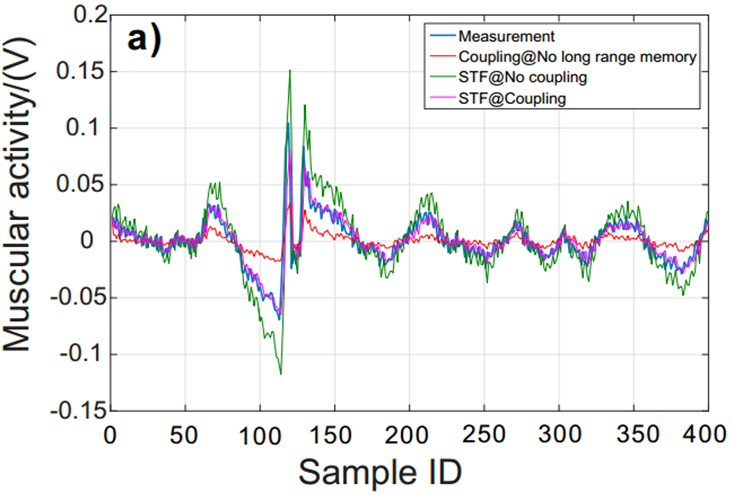 a)
Measurement
Coupling@No long range memory
STF@No coupling
STF@Coupling
Muscular activity/(V)
0.2
0.15
0.1
0.05
0
-0.05
-0.1
-0.15
0 50 100 150 200 250 300 350 400
Sample ID